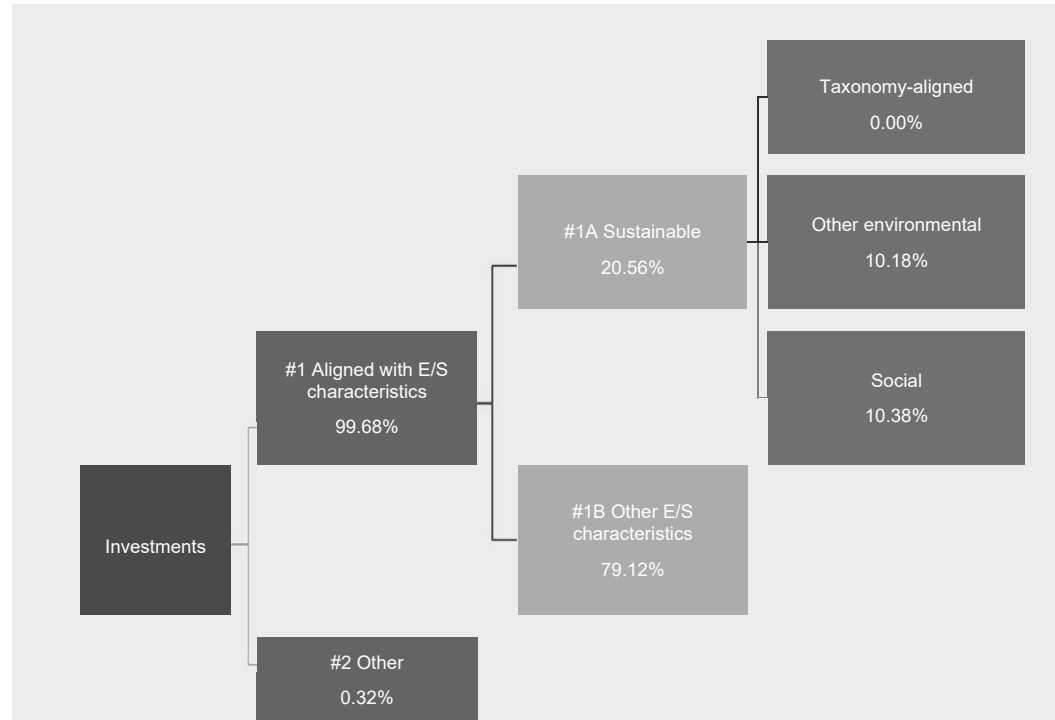 Taxonomy-aligned
0.00%
#1A Sustainable
20.56%
Other environmental
10.18%
#1 Aligned with E/S
characteristics
99.68%
Social
10.38%
Investments
#1B Other E/S
characteristics
79.12%
#2 Other
0.32%